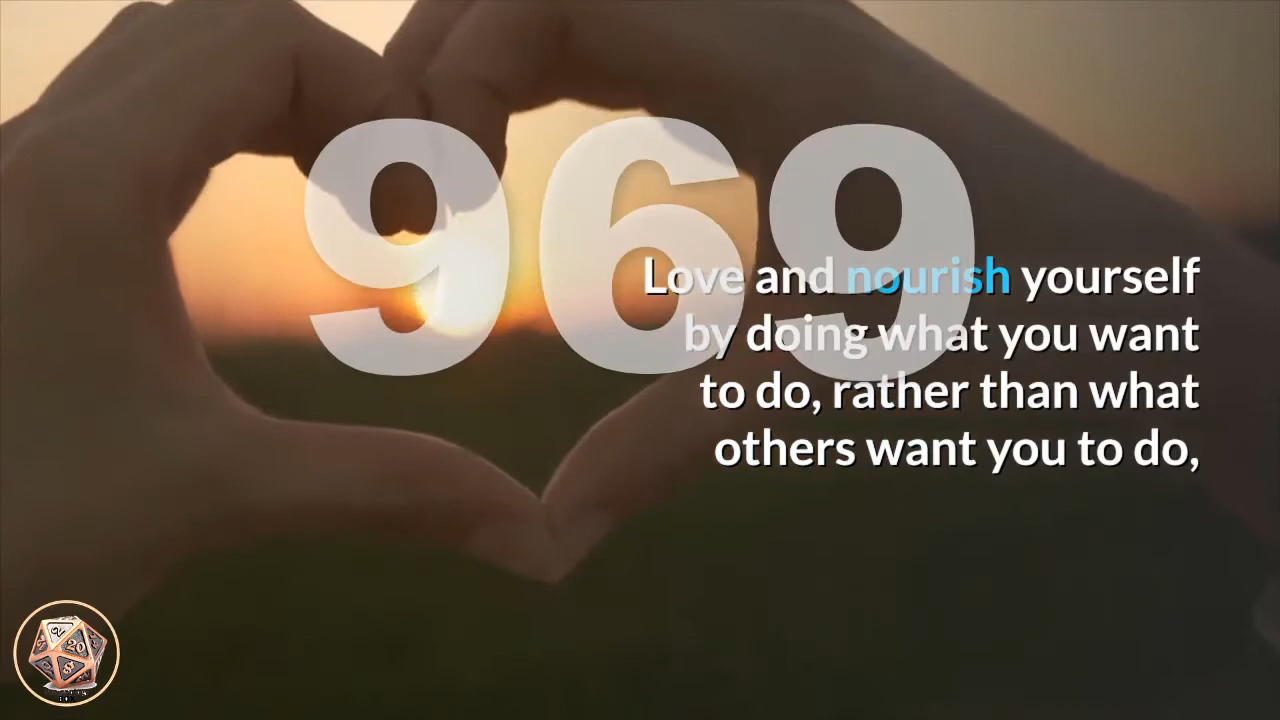 969
Love and nourish yourself
by doing what you want
to do, rather than what
others want you to do,
20